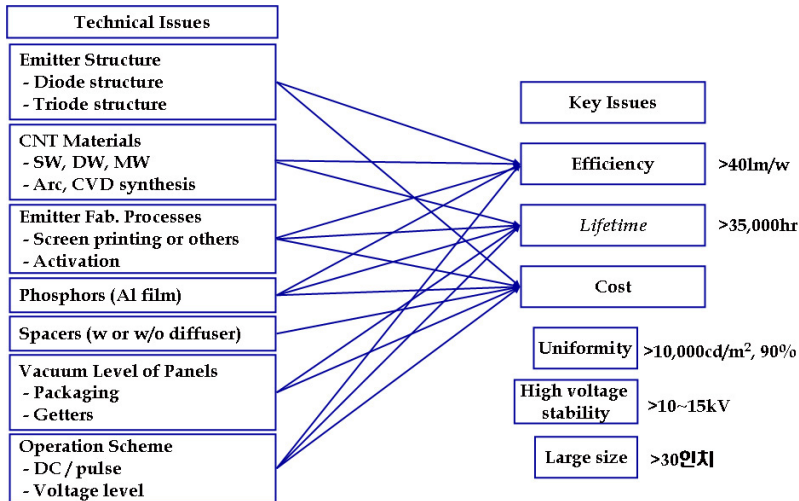 Technical Issues
Emitter Structure
- Diode structure
- Triode structure
CNT Materials
- SW, DW, MW
- Arc, CVD synthesis
Emitter Fab. Processes
- Screen printing or others
- Activation
Phosphors (Al film)
Spacers (w or w/o diffuser)
Vacuum Level of Panels
- Packaging
- Getters
Operation Scheme
- DC / pulse
- Voltage level
Key Issues
Efficiency >40lm/w
Lifetime >35,000hr
Cost
Uniformity >10,000cd/m², 90%
High voltage
stability >10~15kV
Large size >30인치